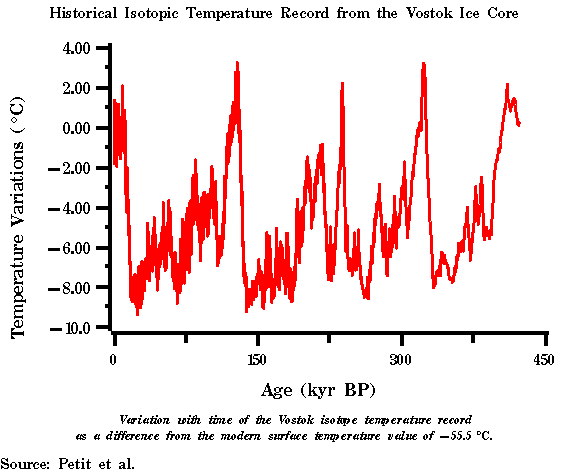 Historical Isotopic Temperature Record from the Vostok Ice Core
4.00
2.00
0.00
−2.00
−4.00
−6.00
−8.00
−10.0
Temperature Variations (°C)
0
150
300
450
Age (kyr BP)
Variation with time of the Vostok isotope temperature record
as a difference from the modern surface temperature value of −55.5 °C.
Source: Petit et al.